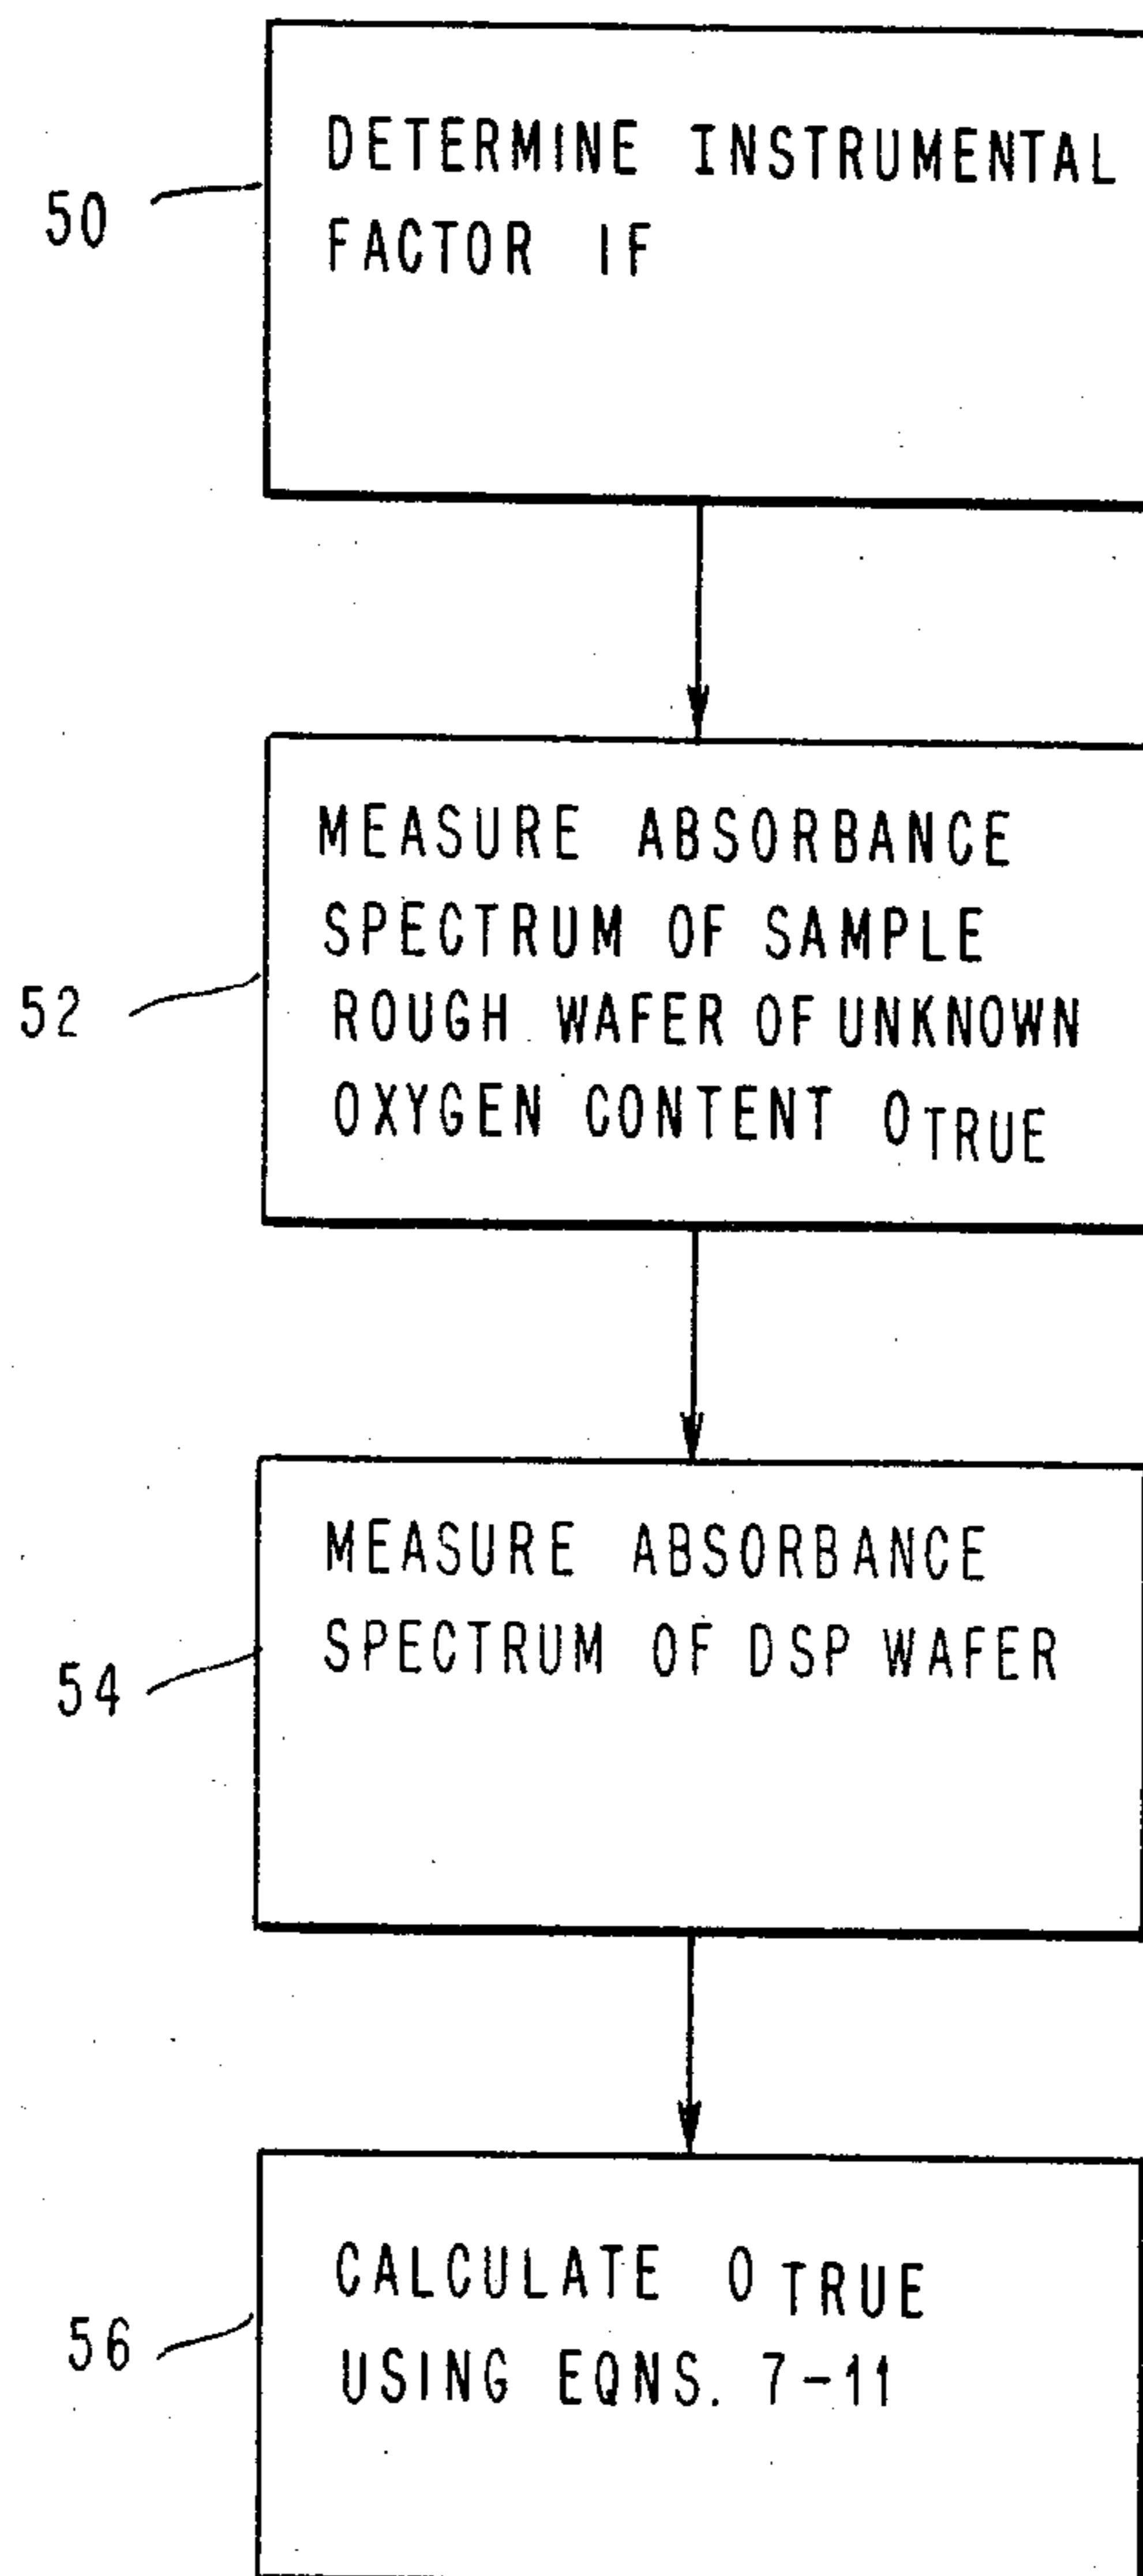 50
DETERMINE INSTRUMENTAL
FACTOR IF
52
MEASURE ABSORBANCE
SPECTRUM OF SAMPLE
ROUGH WAFER OF UNKNOWN
OXYGEN CONTENT OTRUE
54
MEASURE ABSORBANCE
SPECTRUM OF DSP WAFER
56
CALCULATE OTRUE
USING EQNS. 7-11